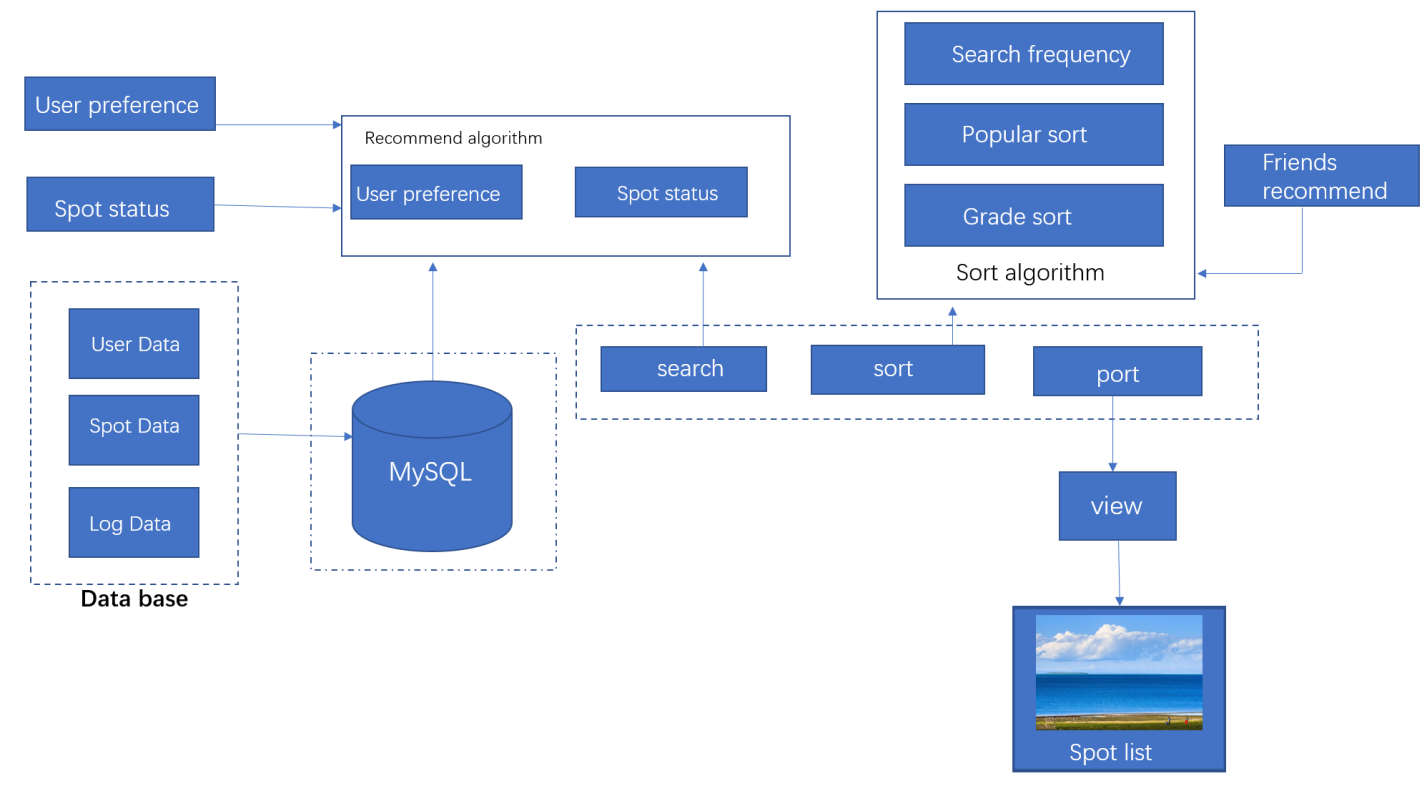 User preference
Spot status
Recommend algorithm
User preference
Spot status
Search frequency
Popular sort
Grade sort
Sort algorithm
Friends
recommend
User Data
Spot Data
Log Data
Data base
MySQL
search
sort
port
view
Spot list